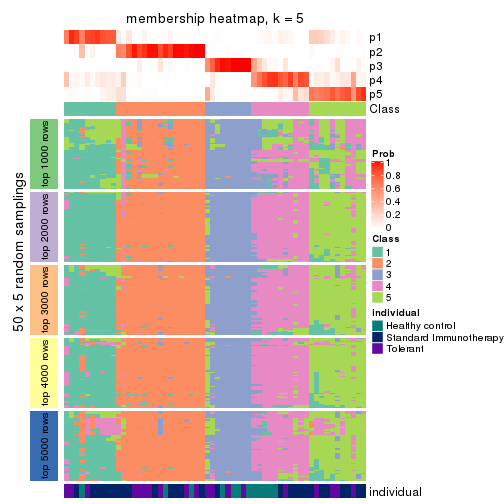 membership heatmap, k = 5
p1
p2
p3
p4
p5
Class
50 x 5 random samplings
top 1000 rows
top 2000 rows
top 3000 rows
top 4000 rows
top 5000 rows
individual
Prob
1
0.8
0.6
0.4
0.2
0
Class
1
2
3
4
5
individual
Healthy control
Standard Immunotherapy
Tolerant